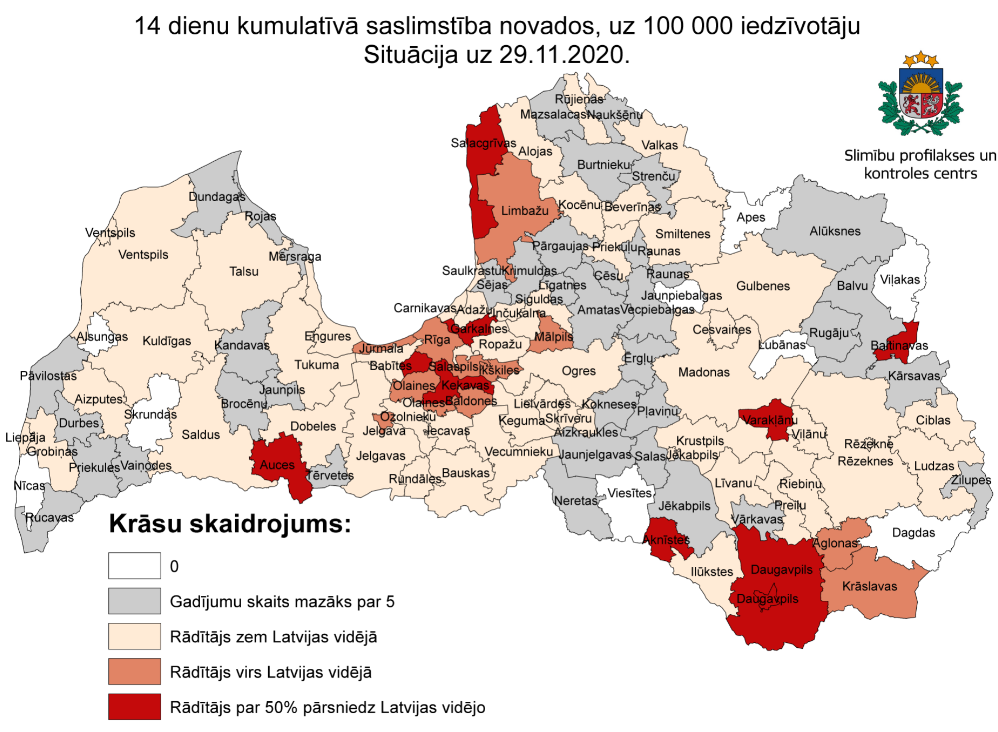 14 dienu kumulatīvā saslimstība novados, uz 100 000 iedzīvotāju
Situācija uz 29.11.2020.
Slimību profilakses un
kontroles centrs
Rūjienas
Mazsalacas
Naukšēnu
Salacgrīvas
Alojas
Valkas
Burtnieku
Strenču
Dundagas
Rojas
Limbažu
Kocēnu
Beverīnas
Apes
Alūksnes
Ventspils
Ventspils
Mērsraga
Talsu
Smiltenes
Pārgaujas
Priekuļu
Raunas
Saulkrastu
Krimuldas
Sējas
Līgatnes
Cēsu
Raunas
Gulbenes
Balvu
Viļakas
Siguldas
Jaunpiebalgas
Vecpiebalgas
Amatas
Carnikavas
Ādažu
Inčukalna
Garkalnes
Ropažu
Mālpils
Cesvaines
Lubānas
Rugāju
Baltinavas
Alsungas
Kuldīgas
Kandavas
Engures
Jūrmala
Rīga
Tukuma
Babītes
Salaspils
Ikšķiles
Ogres
Ērgļu
Madonas
Kārsavas
Pāvilostas
Aizputes
Skrundas
Brocēnu
Jaunpils
Olaines
Ķekavas
Olaines
Baldones
Lielvārdes
Kokneses
Pļaviņu
Varakļānu
Viļānu
Ciblas
Durbes
Liepāja
Grobiņas
Saldus
Dobeles
Ozolnieku
Jelgava
Iecavas
Ķeguma
Skrīveru
Aizkraukles
Krustpils
Jēkabpils
Rēzekne
Rēzeknes
Priekules
Vaiņodes
Auces
Tērvetes
Jelgavas
Vecumnieku
Jaunjelgavas
Salas
Ludzas
Zilupes
Nīcas
Rucavas
Rundāles
Bauskas
Neretas
Viesītes
Līvānu
Riebiņu
Preiļu
Jēkabpils
Vārkavas
Dagdas
Aknīstes
Aglonas
Ilūkstes
Daugavpils
Daugavpils
Krāslavas
Krāsu skaidrojums:
0
Gadījumu skaits mazāks par 5
Rādītājs zem Latvijas vidējā
Rādītājs virs Latvijas vidējā
Rādītājs par 50% pārsniedz Latvijas vidējo